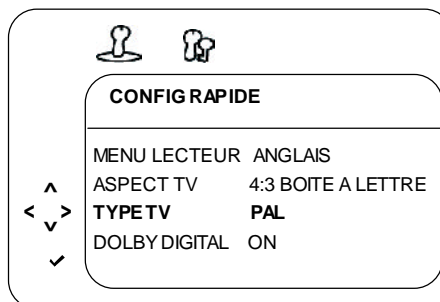 CONFIG RAPIDE
MENU LECTEUR ANGLAIS
ASPECT TV 4:3 BOITE A LETTRE
TYPE TV PAL
DOLBY DIGITAL ON